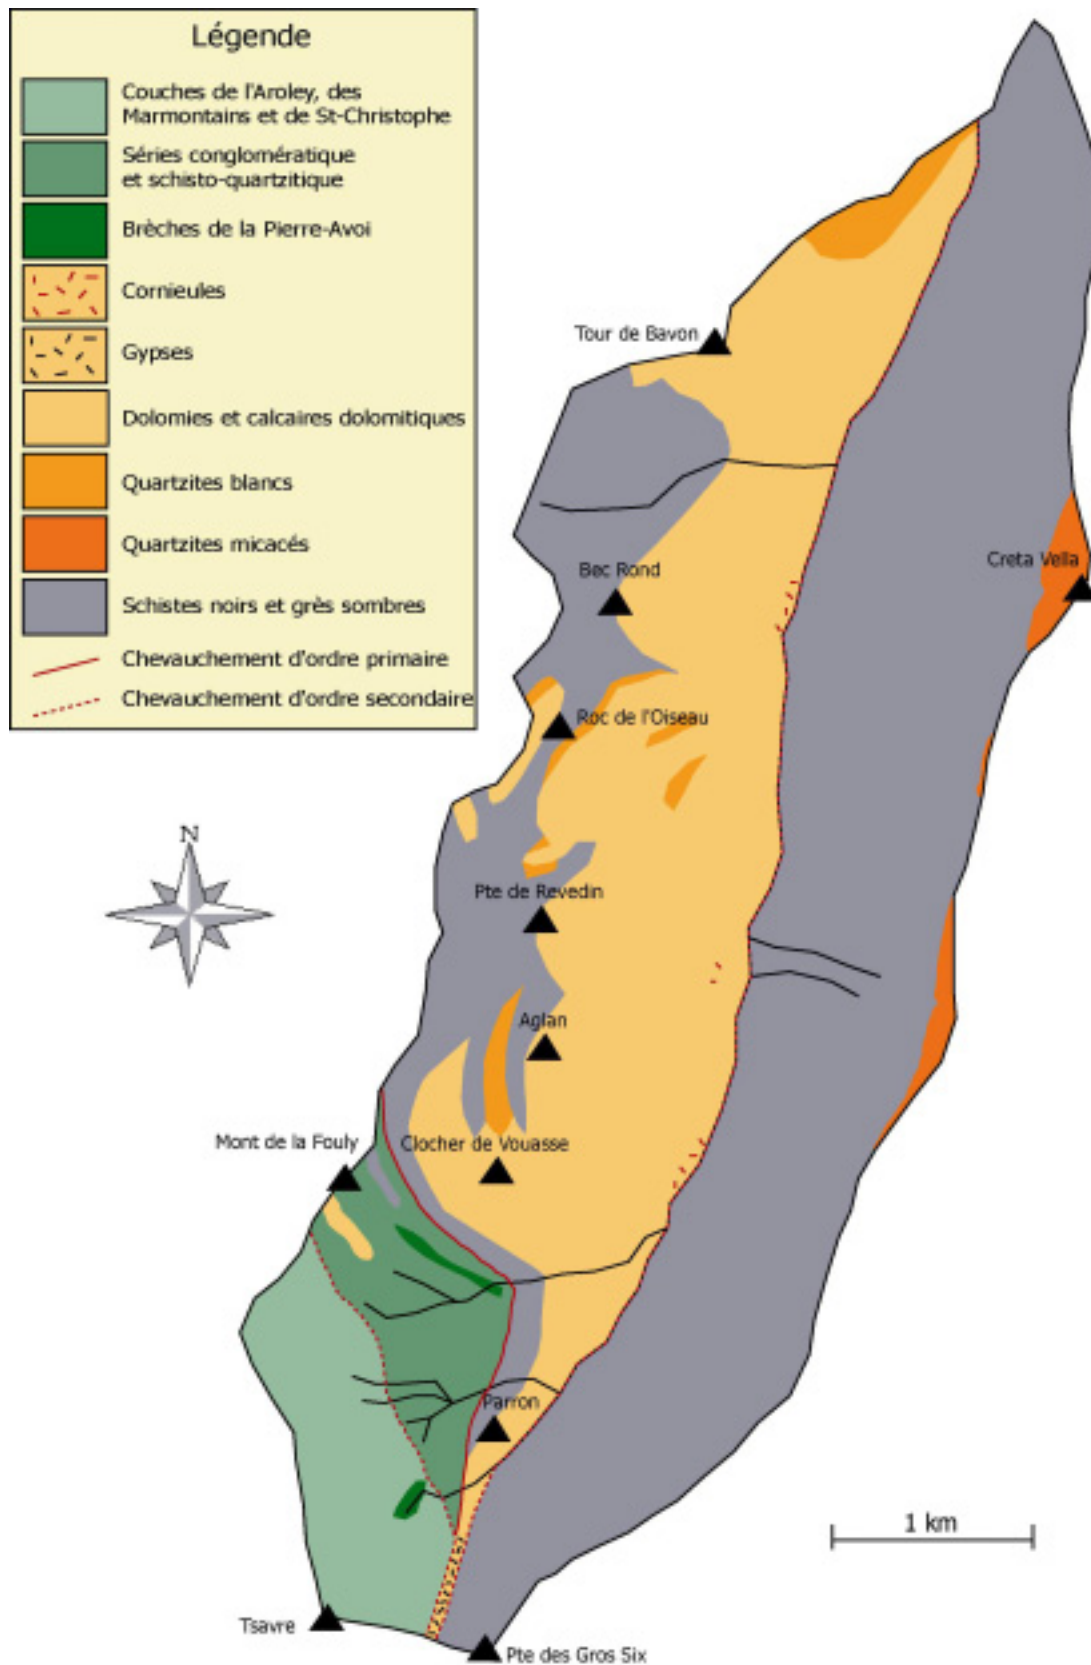 Légende
Couches de l'Aroley, des
Marmontains et de St-Christophe
Séries conglomératique
et schisto-quartzitique
Brèches de la Pierre-Avoi
Cornieules
Gypses
Dolomies et calcaires dolomitiques
Quartzites blancs
Quartzites micacés
Schistes noirs et grès sombres
Chevauchement d'ordre primaire
Chevauchement d'ordre secondaire
Tour de Bavon
Creta Vella
Bec Rond
Roc de l'Oiseau
N
Pte de Revedin
Aglan
Mont de la Fouly
Clocher de Vouasse
Parron
1 km
Tsavre
Pte des Gros Six